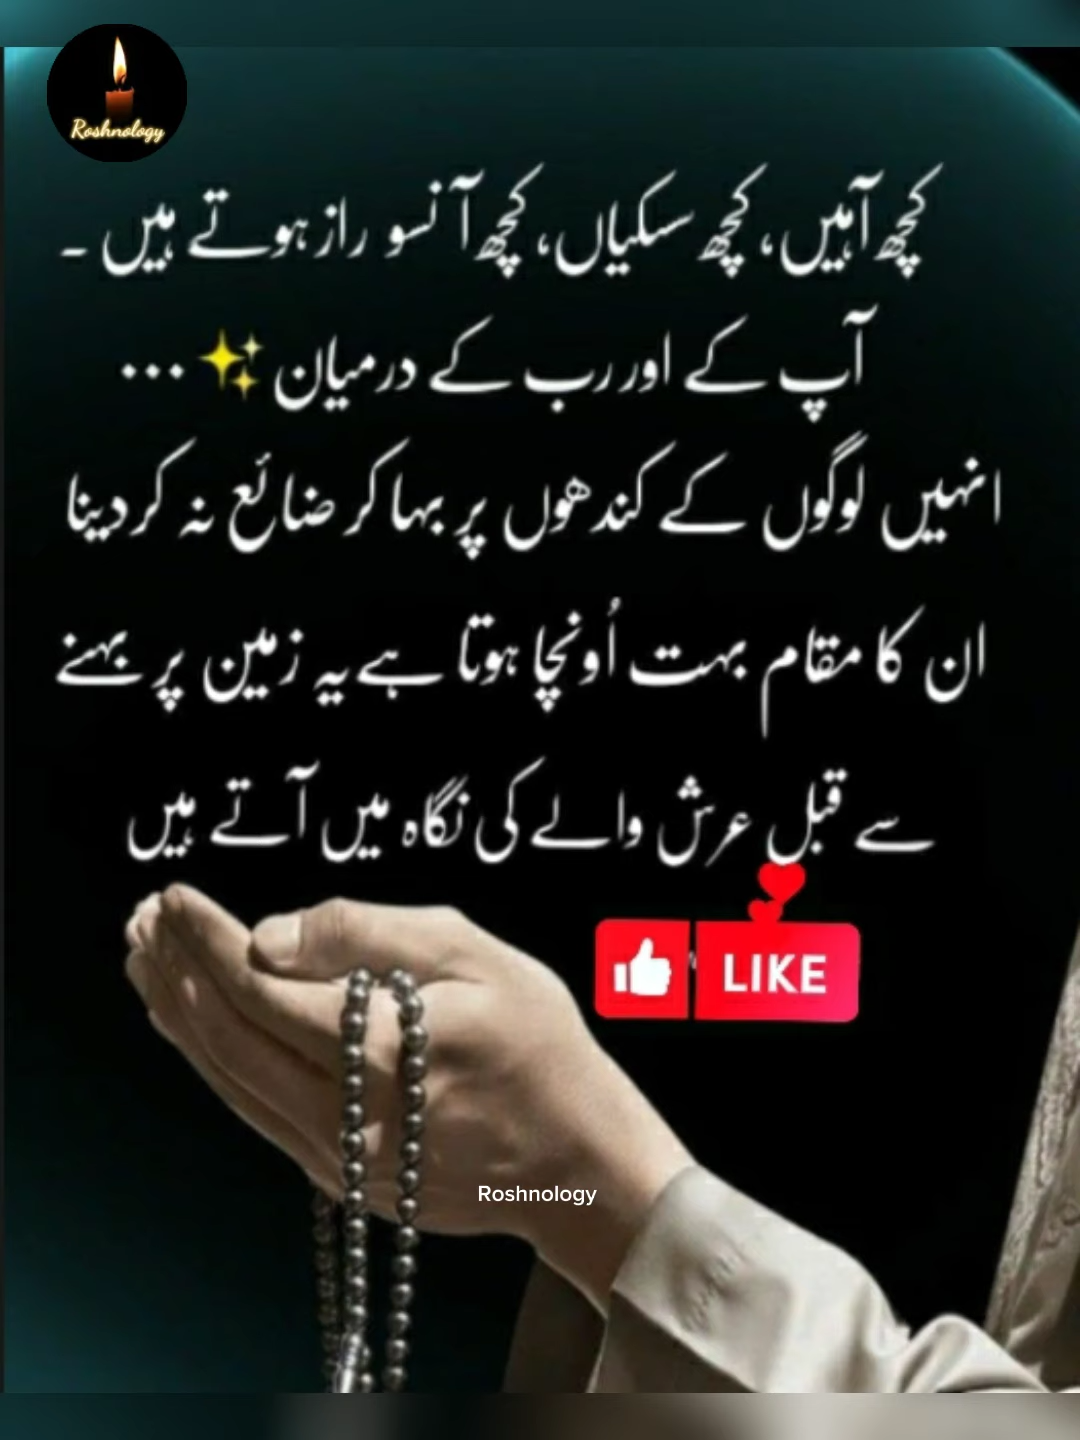 Roshnology
کچھ آہیں، کچھ سسکیاں، کچھ آنسو راز ہوتے ہیں ۔
آپ کے اور رب کے درمیان ✨ ...
انہیں لوگوں کے کندھوں پر بہا کر ضائع نہ کر دینا
ان کا مقام بہت اُونچا ہوتا ہے یہ زمین پر بہنے
سے قبل عرش والے کی نگاہ میں آتے ہیں
LIKE
Roshnology